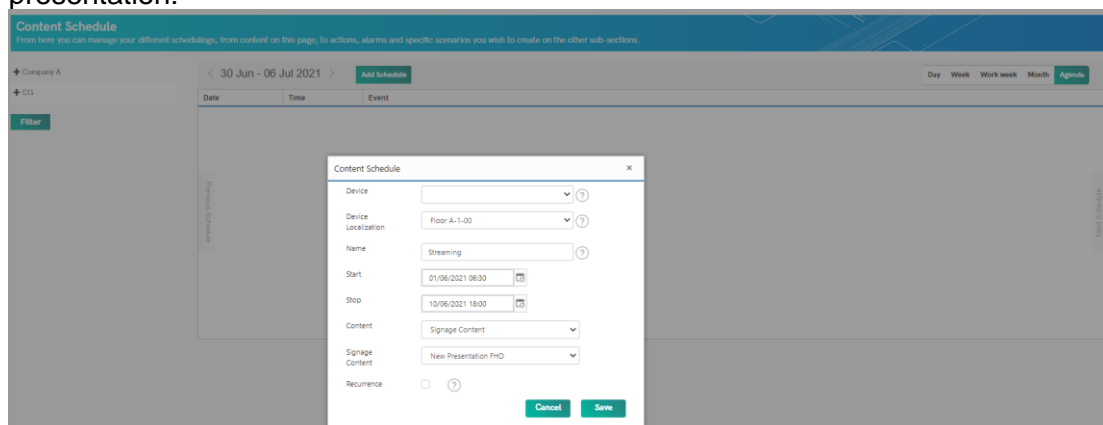 presentation.
Content Schedule
From here you can manage your different schedulings, from content on this page, to actions, alarms and specific scenarios you wish to create on the other sub-sections.
+ Company A
+ CG
Filter
< 30 Jun - 06 Jul 2021 > Add Schedule
Day Week Work week Month Agenda
Date Time Event
Previous Schedule
Next Schedule
Content Schedule x
Device ?
Device Localization Floor A-1-00 ?
Name Streaming ?
Start 01/06/2021 06:30
Stop 10/06/2021 18:00
Content Signage Content
Signage Content New Presentation FHD
Recurrence ?
Cancel Save